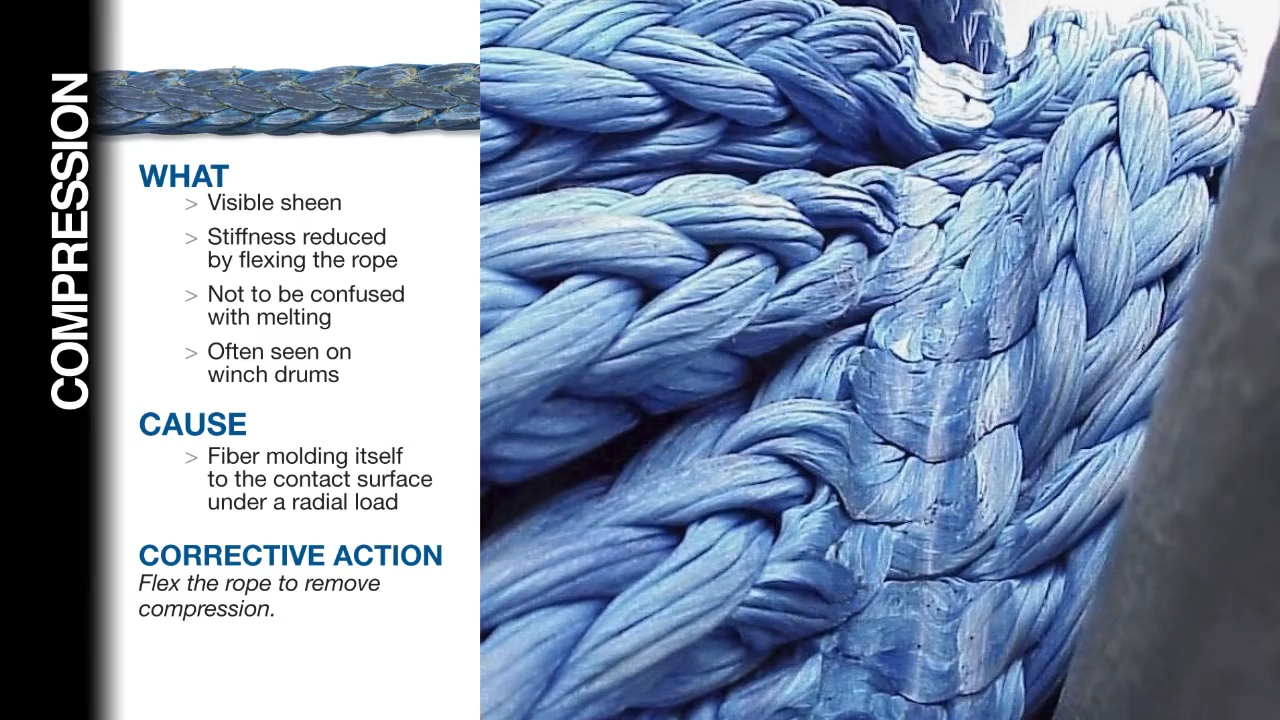 COMPRESSION
WHAT
> Visible sheen
> Stiffness reduced
by flexing the rope
> Not to be confused
with melting
> Often seen on
winch drums
CAUSE
> Fiber molding itself
to the contact surface
under a radial load
CORRECTIVE ACTION
Flex the rope to remove
compression.